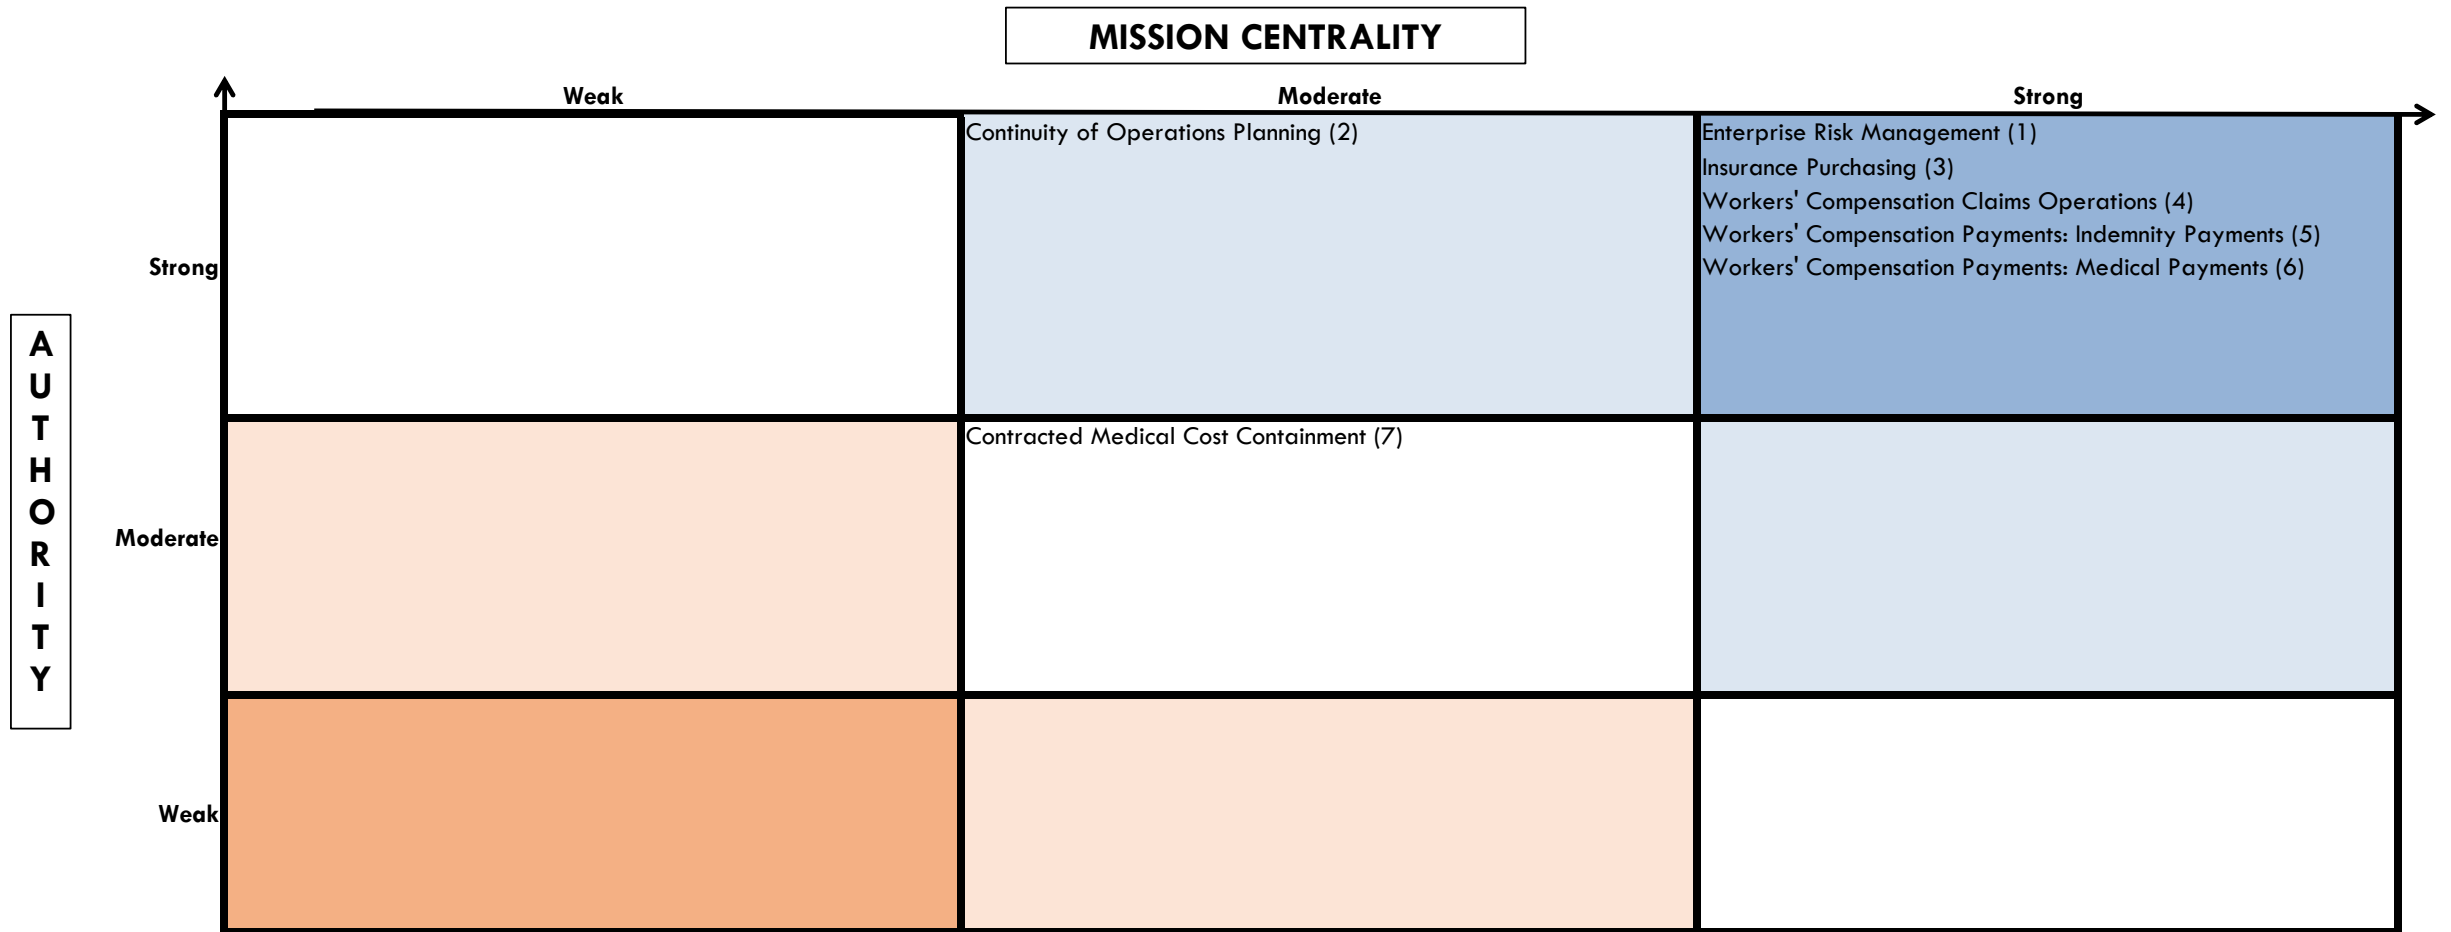 MISSION CENTRALITY
Weak
Moderate
Strong
Strong
Continuity of Operations Planning (2)
Enterprise Risk Management (1)
Insurance Purchasing (3)
Workers' Compensation Claims Operations (4)
Workers' Compensation Payments: Indemnity Payments (5)
Workers' Compensation Payments: Medical Payments (6)
AUTHORITY
Moderate
Contracted Medical Cost Containment (7)
Weak